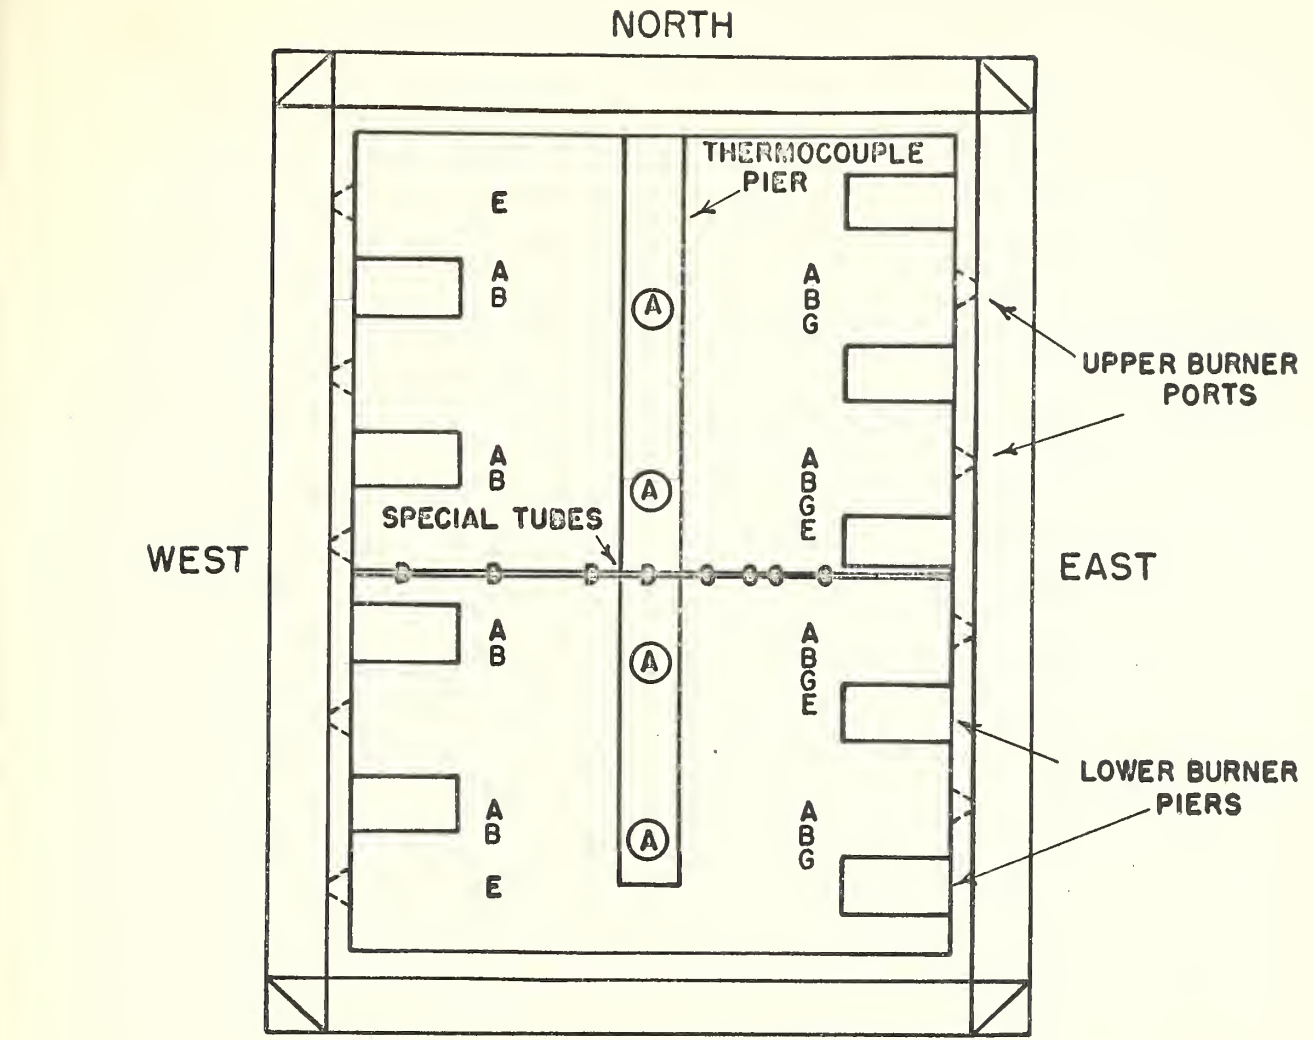 NORTH
THERMOCOUPLE
PIER
E
A
B
A
A
B
G
UPPER BURNER
PORTS
A
B
A
A
B
G
E
SPECIAL TUBES
WEST
EAST
A
B
A
A
B
G
E
LOWER BURNER
PIERS
A
B
A
A
B
G
E